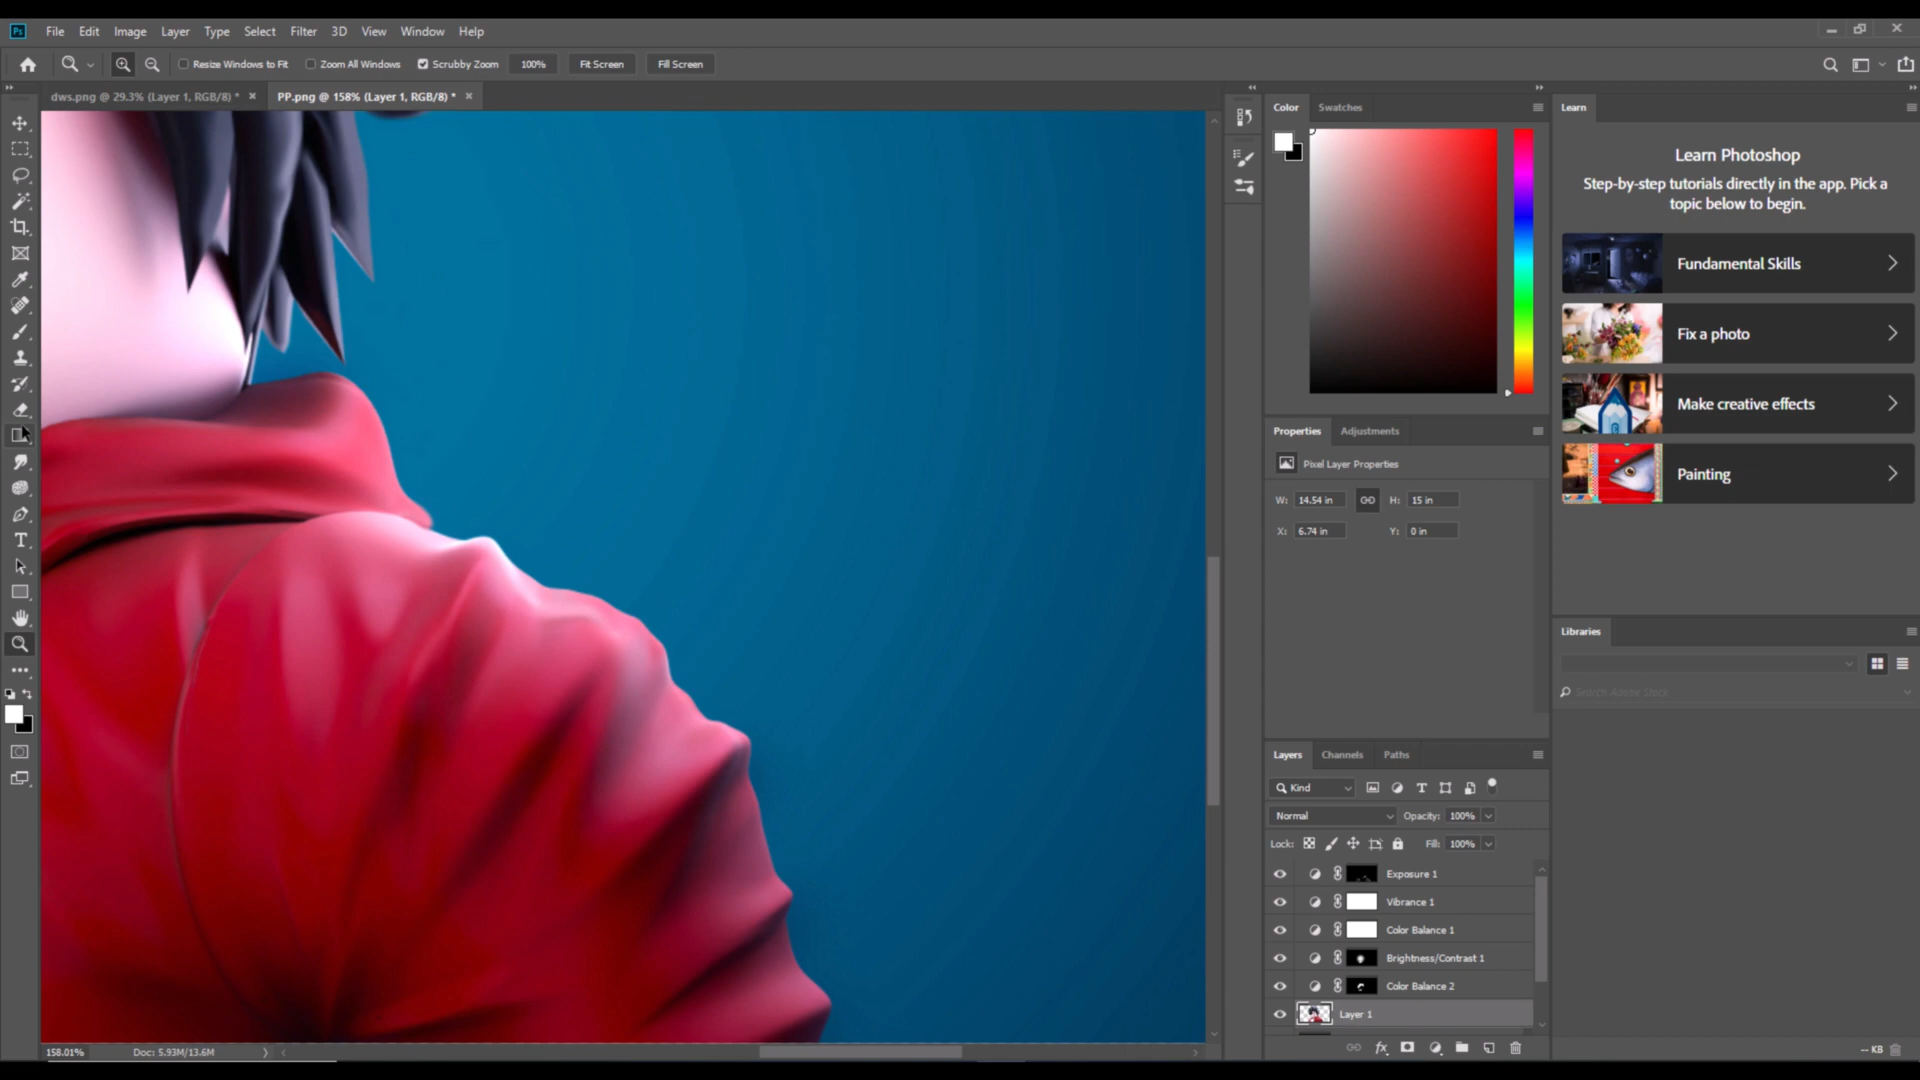 Ps File Edit Image Layer Type Select Filter 3D View Window Help
Resize Windows to Fit Zoom All Windows Scrubby Zoom 100% Fit Screen Fill Screen
dws.png @ 29.3% (Layer 1, RGB/8) * PP.png @ 158% (Layer 1, RGB/8) *
Color Swatches
Learn
Learn Photoshop
Step-by-step tutorials directly in the app. Pick a
topic below to begin.
Fundamental Skills
Fix a photo
Make creative effects
Painting
Properties Adjustments
Pixel Layer Properties
W: 14.54 in H: 15 in
X: 6.74 in Y: 0 in
Libraries
Search Adobe Stock
Layers Channels Paths
Kind
Normal Opacity: 100%
Lock: Fill: 100%
Exposure 1
Vibrance 1
Color Balance 1
Brightness/Contrast 1
Color Balance 2
Layer 1
158.01% Doc: 5.93M/13.6M
-- KB